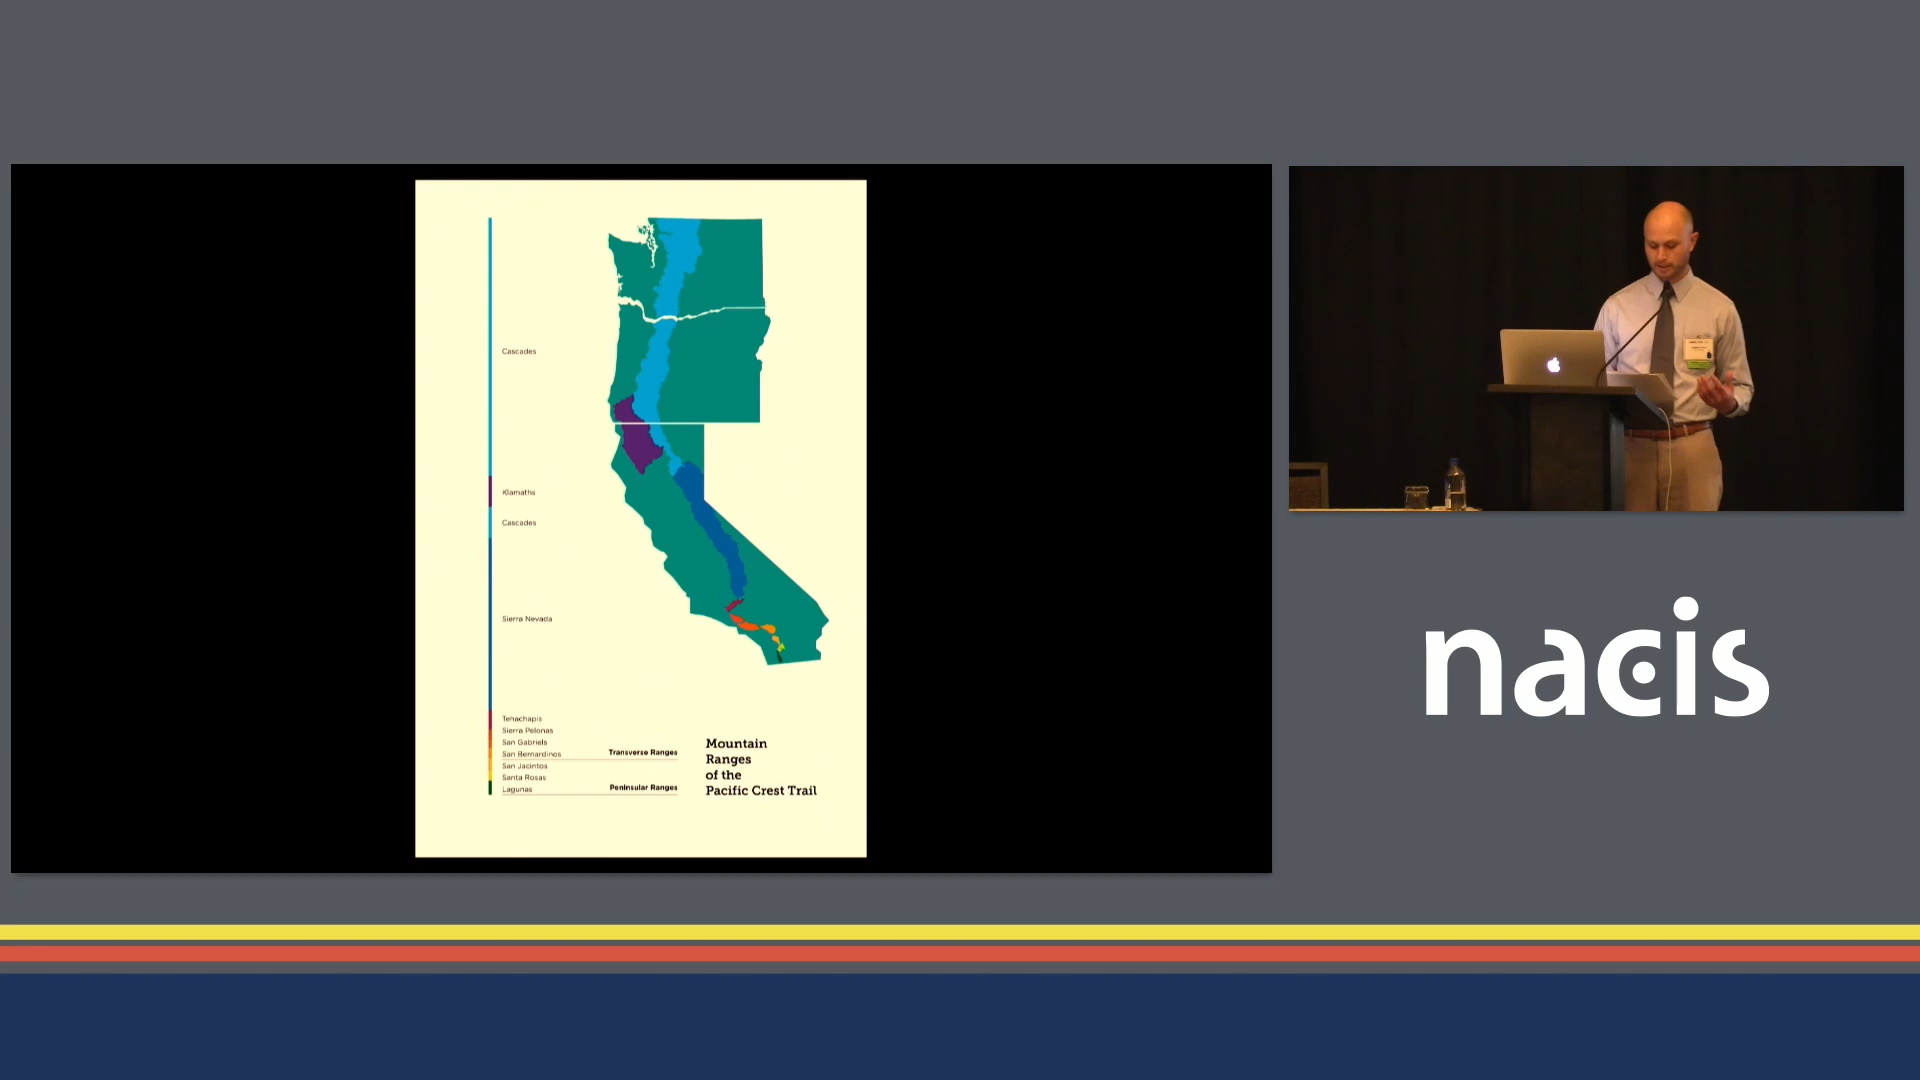 Cascades
Klamaths
Cascades
Sierra Nevada
Tehachapis
Sierra Pelonas
San Gabriels
San Bernardinos
Transverse Ranges
San Jacintos
Santa Rosas
Lagunas
Peninsular Ranges
Mountain
Ranges
of the
Pacific Crest Trail
nacis